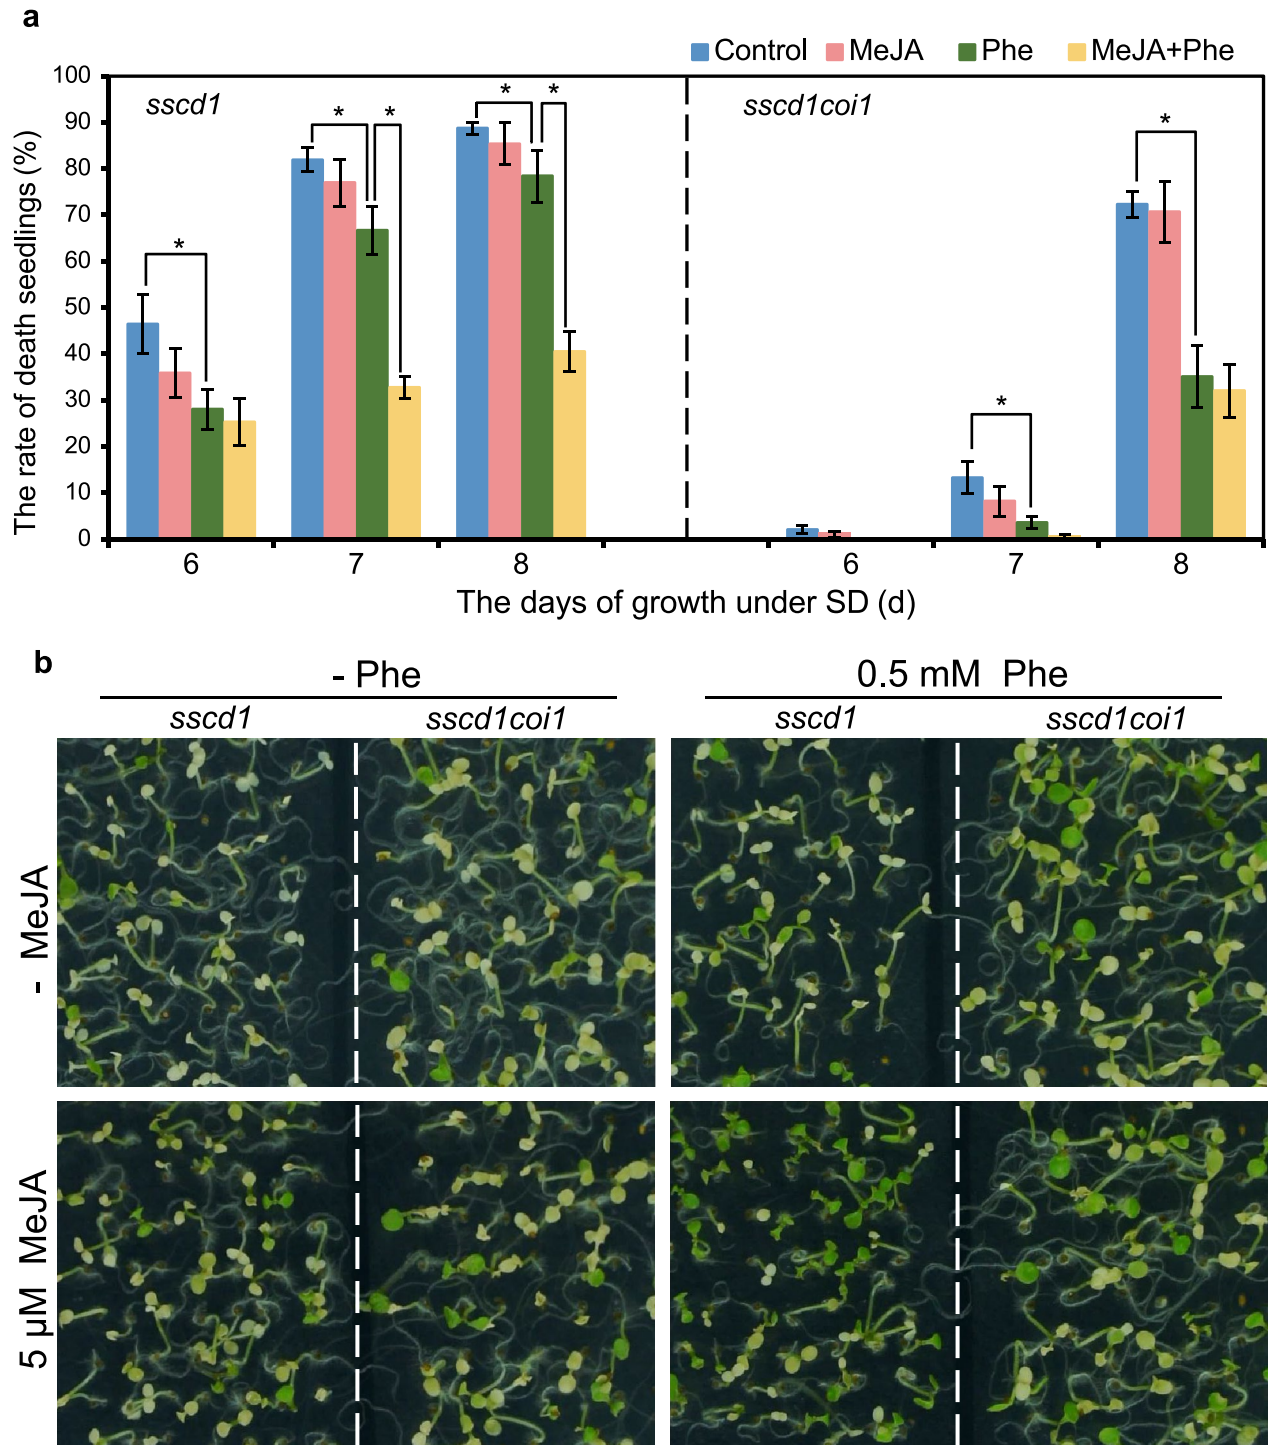 a
Control MeJA Phe MeJA+Phe
sscd1 sscd1coi1
100
90
80
70
60
50
40
30
20
10
0
The rate of death seedlings (%)
* * * * * * *
6 7 8 6 7 8
The days of growth under SD (d)
b
- Phe 0.5 mM Phe
sscd1 sscd1coi1 sscd1 sscd1coi1
- MeJA
5 µM MeJA